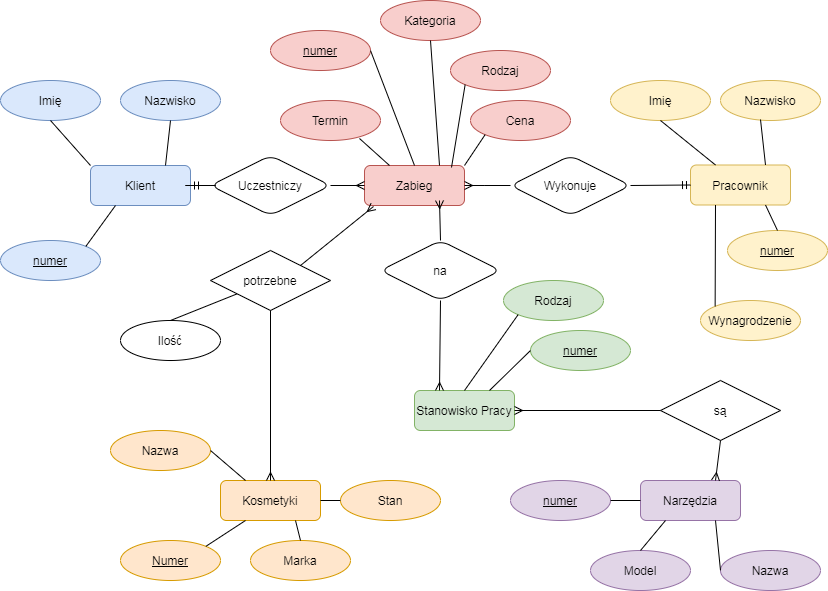 Kategoria
numer
Rodzaj
Imię
Nazwisko
Termin
Cena
Imię
Nazwisko
Klient
Uczestniczy
Zabieg
Wykonuje
Pracownik
numer
numer
potrzebne
na
Rodzaj
Wynagrodzenie
Ilość
numer
Stanowisko Pracy
są
Nazwa
Kosmetyki
Stan
numer
Narzędzia
Numer
Marka
Model
Nazwa